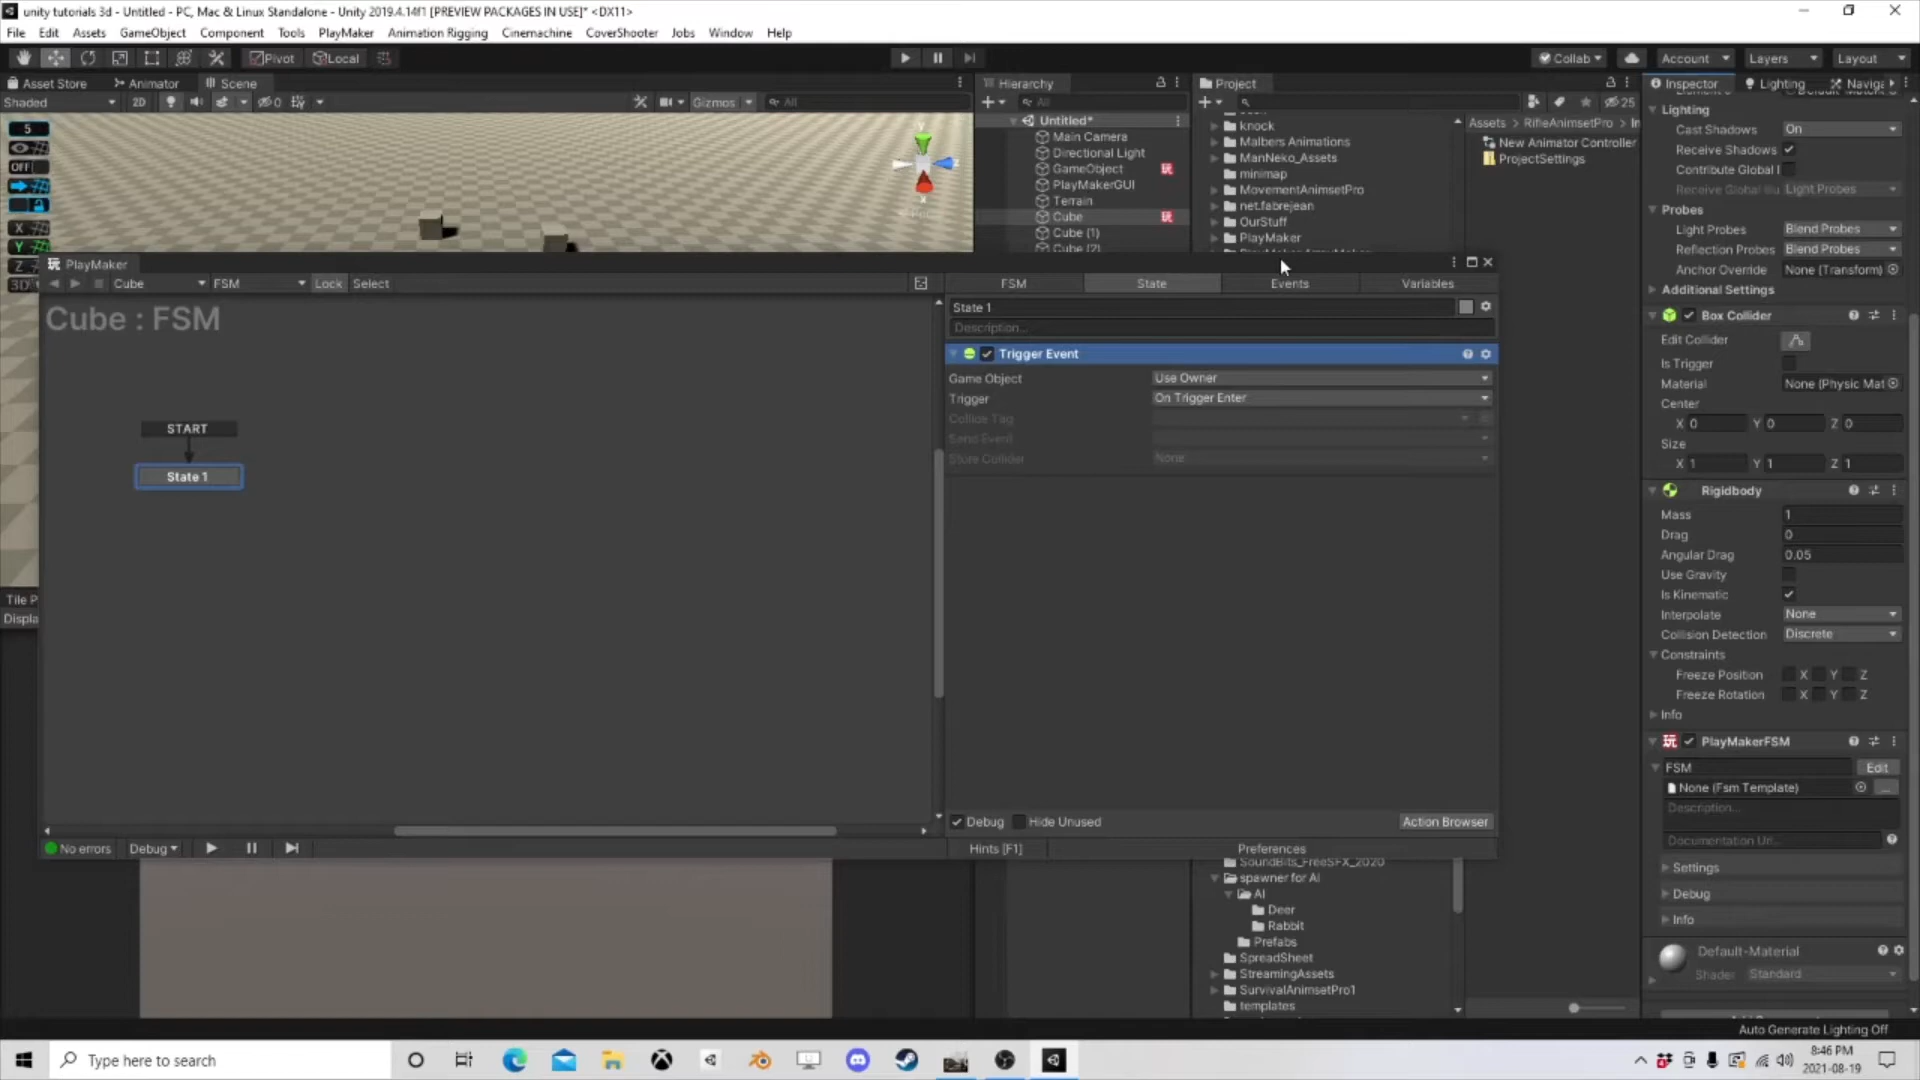 unity tutorials 3d - Untitled - PC, Mac & Linux Standalone - Unity 2019.4.14f1 [PREVIEW PACKAGES IN USE]* <DX11>
File Edit Assets GameObject Component Tools PlayMaker Animation Rigging Cinemachine CoverShooter Jobs Window Help
Pivot Local Collab Account Layers Layout
Asset Store Animator Scene Hierarchy Project Inspector Lighting Naviga
Shaded 2D 0 Gizmos All All 25
Lighting
Untitled*
knock
Assets > RifleAnimsetPro > In
Cast Shadows On
Main Camera
Malbers Animations
New Animator Controller
Receive Shadows
Directional Light
ManNeko_Assets
ProjectSettings
Contribute Global I
GameObject
minimap
Receive Global Illu Light Probes
PlayMakerGUI
MovementAnimsetPro
Terrain
net.fabrejean
Probes
Cube
OurStuff
Light Probes Blend Probes
Cube (1)
PlayMaker
Reflection Probes Blend Probes
Cube (2)
Anchor Override None (Transform)
Additional Settings
5
OFF
X
Y
Z
3D
PlayMaker
Cube FSM Lock Select
FSM State Events Variables
Cube : FSM
State 1
Description...
Trigger Event
Game Object Use Owner
Trigger On Trigger Enter
Collide Tag
Send Event
Store Collider None
START
State 1
Debug Hide Unused Action Browser
No errors Debug Hints [F1] Preferences
Tile P
Displa
Box Collider
Edit Collider
Is Trigger
Material None (Physic Mat
Center
X 0 Y 0 Z 0
Size
X 1 Y 1 Z 1
Rigidbody
Mass 1
Drag 0
Angular Drag 0.05
Use Gravity
Is Kinematic
Interpolate None
Collision Detection Discrete
Constraints
Freeze Position X Y Z
Freeze Rotation X Y Z
Info
PlayMakerFSM
FSM Edit
None (Fsm Template) ...
Description...
Documentation Url...
Settings
Debug
Info
Default-Material
Shader Standard
SoundBits_FreeSFX_2020
spawner for AI
AI
Deer
Rabbit
Prefabs
SpreadSheet
StreamingAssets
SurvivalAnimsetPro1
templates
Auto Generate Lighting Off
Type here to search
8:46 PM
2021-08-19